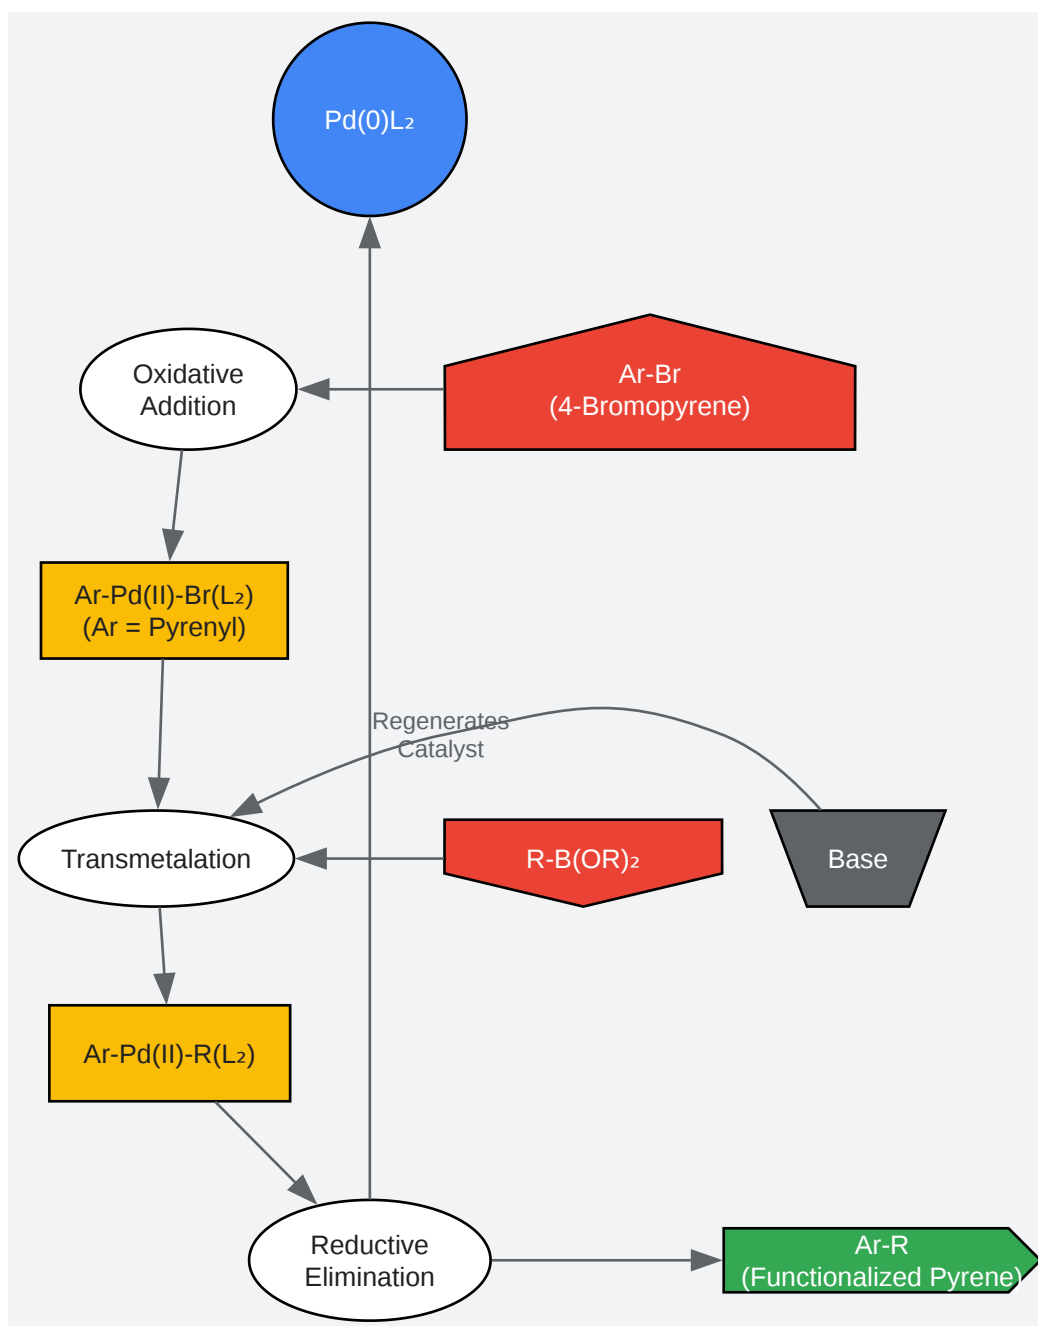 Pd(0)L₂
Oxidative
Addition
Ar-Br
(4-Bromopyrene)
Ar-Pd(II)-Br(L₂)
(Ar = Pyrenyl)
Regenerates
Catalyst
Transmetalation
R-B(OR)₂
Base
Ar-Pd(II)-R(L₂)
Reductive
Elimination
Ar-R
(Functionalized Pyrene)